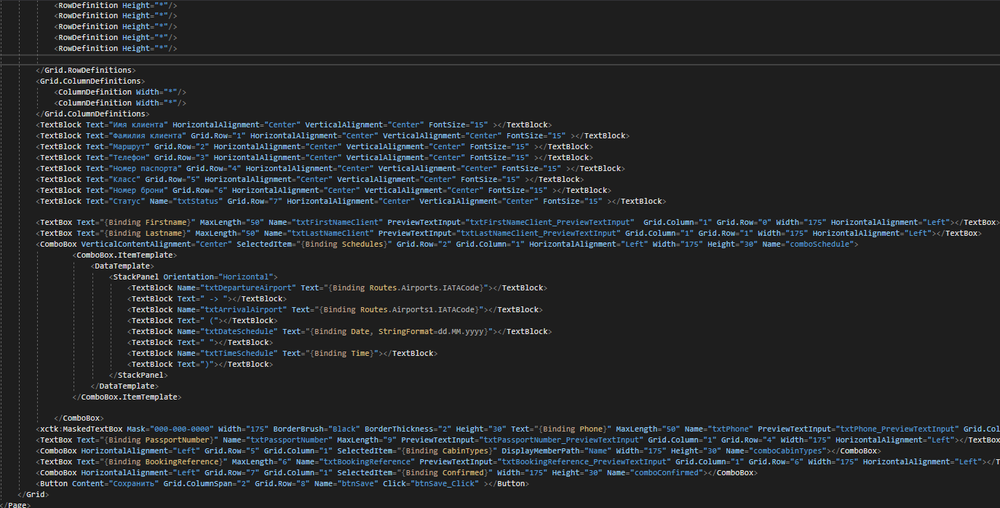 <RowDefinition Height="*"/>
<RowDefinition Height="*"/>
<RowDefinition Height="*"/>
<RowDefinition Height="*"/>
<RowDefinition Height="*"/>
</Grid.RowDefinitions>
<Grid.ColumnDefinitions>
<ColumnDefinition Width="*"/>
<ColumnDefinition Width="*"/>
</Grid.ColumnDefinitions>
<TextBlock Text="Имя клиента" HorizontalAlignment="Center" VerticalAlignment="Center" FontSize="15" ></TextBlock>
<TextBlock Text="Фамилия клиента" Grid.Row="1" HorizontalAlignment="Center" VerticalAlignment="Center" FontSize="15" ></TextBlock>
<TextBlock Text="Маршрут" Grid.Row="2" HorizontalAlignment="Center" VerticalAlignment="Center" FontSize="15" ></TextBlock>
<TextBlock Text="Телефон" Grid.Row="3" HorizontalAlignment="Center" VerticalAlignment="Center" FontSize="15" ></TextBlock>
<TextBlock Text="Номер паспорта" Grid.Row="4" HorizontalAlignment="Center" VerticalAlignment="Center" FontSize="15" ></TextBlock>
<TextBlock Text="Класс" Grid.Row="5" HorizontalAlignment="Center" VerticalAlignment="Center" FontSize="15" ></TextBlock>
<TextBlock Text="Номер брони" Grid.Row="6" HorizontalAlignment="Center" VerticalAlignment="Center" FontSize="15" ></TextBlock>
<TextBlock Text="Статус" Name="txtStatus" Grid.Row="7" HorizontalAlignment="Center" VerticalAlignment="Center" FontSize="15" ></TextBlock>
<TextBox Text="{Binding Firstname}" MaxLength="50" Name="txtFirstNameClient" PreviewTextInput="txtFirstNameClient_PreviewTextInput"  Grid.Column="1" Grid.Row="0" Width="175" HorizontalAlignment="Left"></TextBox>
<TextBox Text="{Binding Lastname}" MaxLength="50" Name="txtLastNameClient" PreviewTextInput="txtLastNameClient_PreviewTextInput" Grid.Column="1" Grid.Row="1" Width="175" HorizontalAlignment="Left"></TextBox>
<ComboBox VerticalContentAlignment="Center" SelectedItem="{Binding Schedules}" Grid.Row="2" Grid.Column="1" HorizontalAlignment="Left" Width="175" Height="30" Name="comboSchedule">
<ComboBox.ItemTemplate>
<DataTemplate>
<StackPanel Orientation="Horizontal">
<TextBlock Name="txtDepartureAirport" Text="{Binding Routes.Airports.IATACode}"></TextBlock>
<TextBlock Text=" -> "></TextBlock>
<TextBlock Name="txtArrivalAirport" Text="{Binding Routes.Airports1.IATACode}"></TextBlock>
<TextBlock Text=" ("></TextBlock>
<TextBlock Name="txtDateSchedule" Text="{Binding Date, StringFormat=dd.MM.yyyy}"></TextBlock>
<TextBlock Text=" "></TextBlock>
<TextBlock Name="txtTimeSchedule" Text="{Binding Time}"></TextBlock>
<TextBlock Text=")"></TextBlock>
</StackPanel>
</DataTemplate>
</ComboBox.ItemTemplate>
</ComboBox>
<xctk:MaskedTextBox Mask="000-000-0000" Width="175" BorderBrush="Black" BorderThickness="2" Height="30" Text="{Binding Phone}" MaxLength="50" Name="txtPhone" PreviewTextInput="txtPhone_PreviewTextInput" Grid.Col
<TextBox Text="{Binding PassportNumber}" Name="txtPassportNumber" MaxLength="9" PreviewTextInput="txtPassportNumber_PreviewTextInput" Grid.Column="1" Grid.Row="4" Width="175" HorizontalAlignment="Left"></TextBox
<ComboBox HorizontalAlignment="Left" Grid.Row="5" Grid.Column="1" SelectedItem="{Binding CabinTypes}" DisplayMemberPath="Name" Width="175" Height="30" Name="comboCabinTypes"></ComboBox>
<TextBox Text="{Binding BookingReference}" MaxLength="6" Name="txtBookingReference" PreviewTextInput="txtBookingReference_PreviewTextInput" Grid.Column="1" Grid.Row="6" Width="175" HorizontalAlignment="Left"></T
<ComboBox HorizontalAlignment="Left" Grid.Row="7" Grid.Column="1" SelectedItem="{Binding Confirmed}" Width="175" Height="30" Name="comboConfirmed"></ComboBox>
<Button Content="Сохранить" Grid.ColumnSpan="2" Grid.Row="8" Name="btnSave" Click="btnSave_Click" ></Button>
</Grid>
</Page>